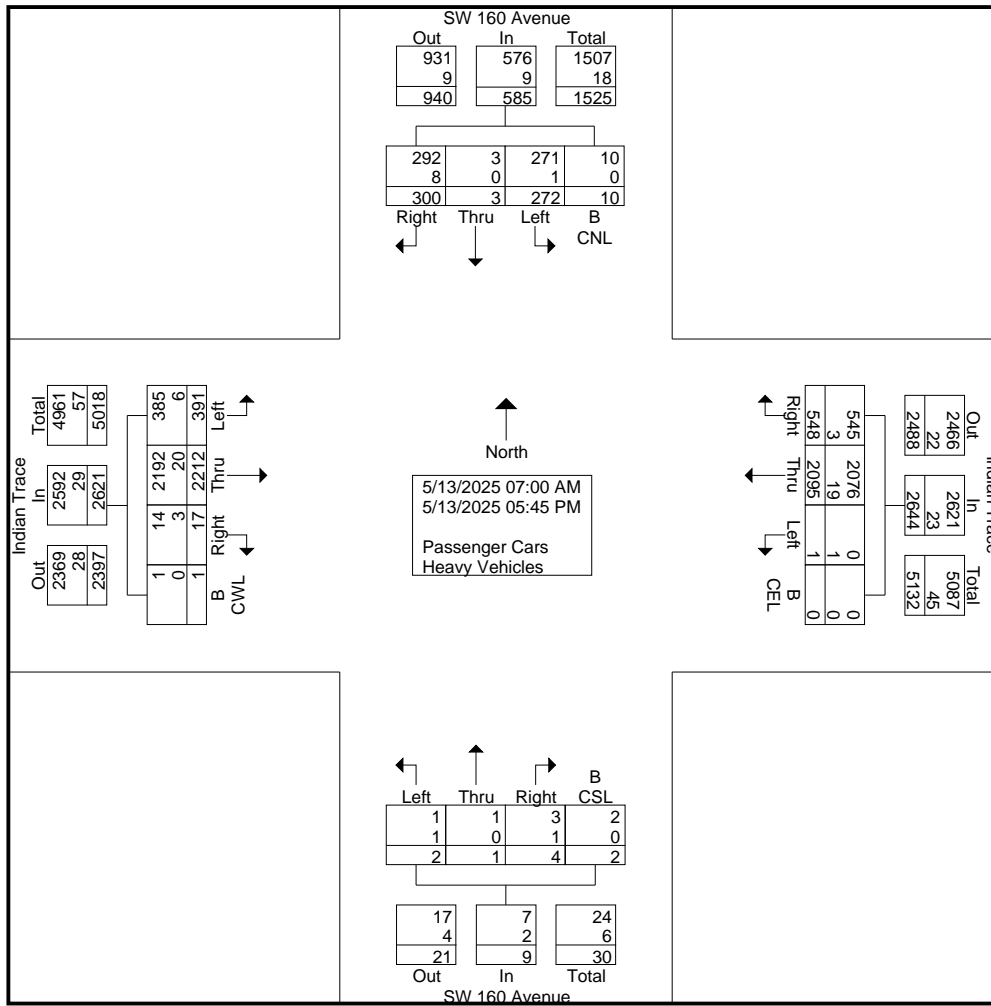 SW 160 Avenue
Out In Total
931 576 1507
9 9 18
940 585 1525
292 3 271 10
8 0 1 0
300 3 272 10
Right Thru Left B
CNL
Indian Trace
Out In Total
2369 2592 4961
28 29 57
2397 2621 5018
1 14 2192 385
0 3 20 6
1 17 2212 391
B Right Thru Left
CWL
North
5/13/2025 07:00 AM
5/13/2025 05:45 PM
Passenger Cars
Heavy Vehicles
Out In Total
2466 2621 5087
22 23 45
2488 2644 5132
545 2076 0 0
3 19 1 0
548 2095 1 0
Right Thru Left B
CEL
B
Left Thru Right CSL
1 1 3 2
1 0 1 0
2 1 4 2
17 7 24
4 2 6
21 9 30
Out In Total
SW 160 Avenue